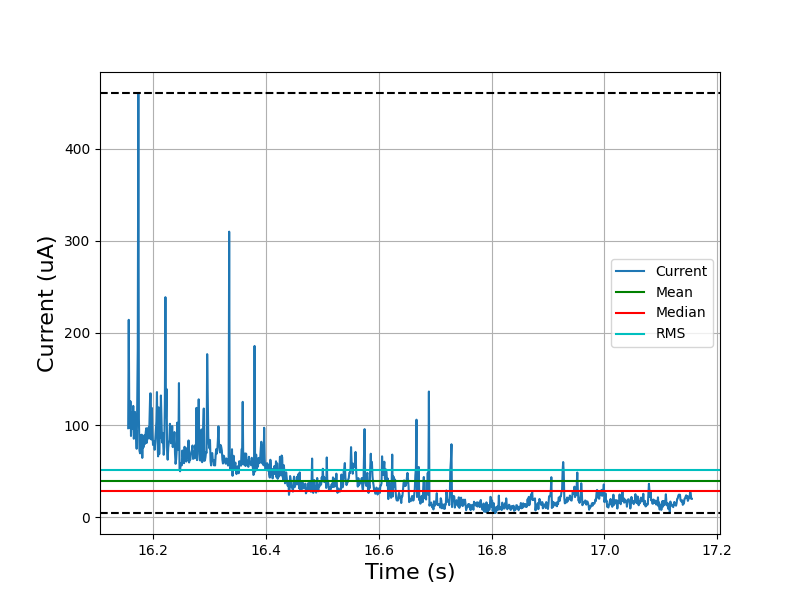 400
300
200
100
0
Current (uA)
Current
Mean
Median
RMS
16.2 16.4 16.6 16.8 17.0 17.2
Time (s)